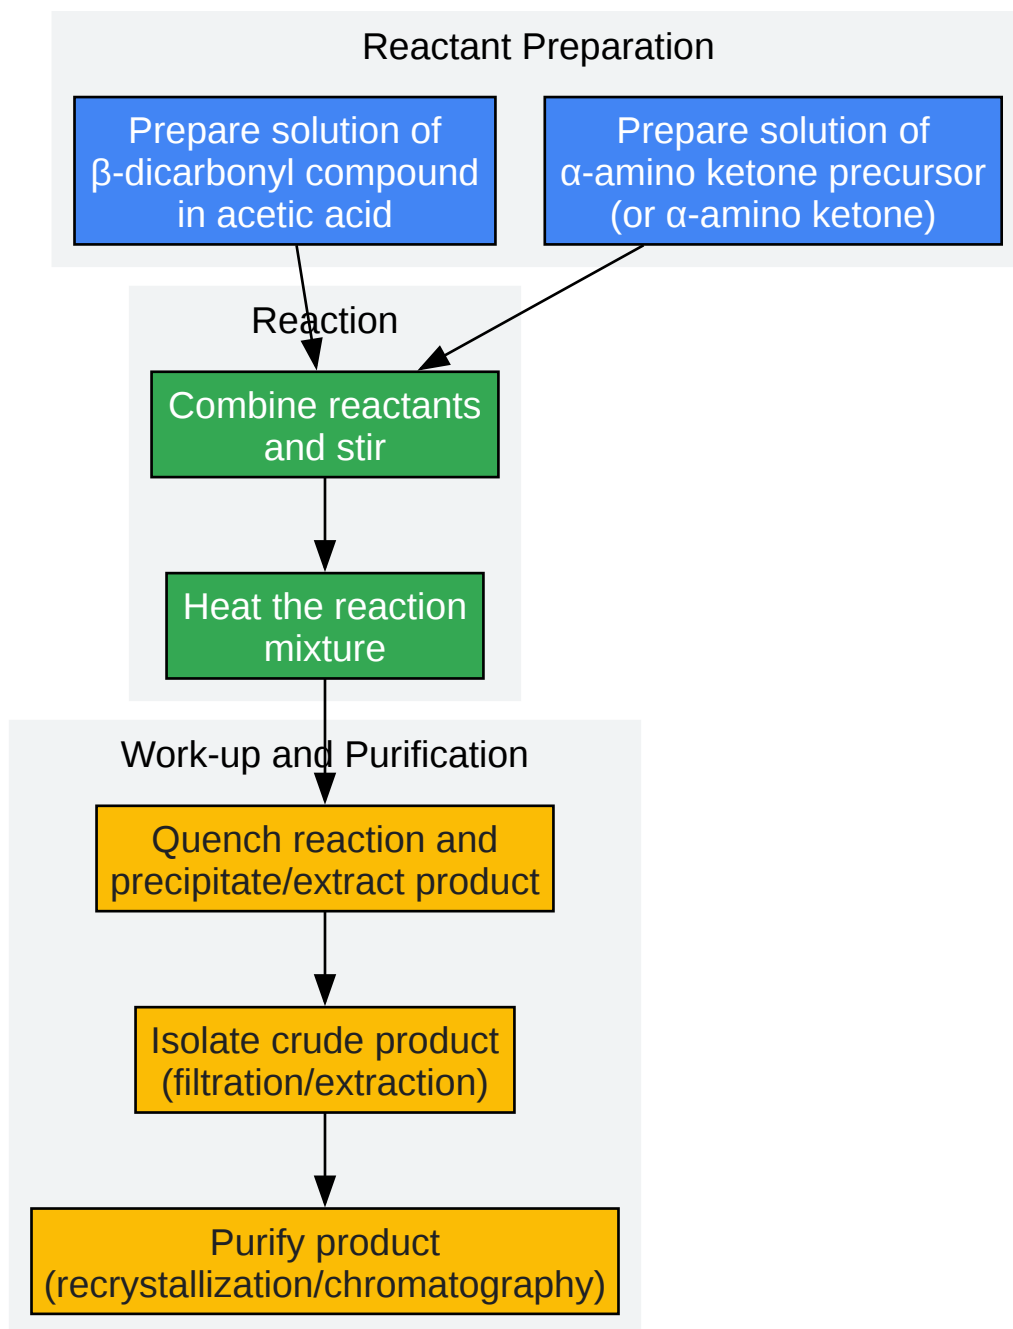 Reactant Preparation
Prepare solution of
β-dicarbonyl compound
in acetic acid
Prepare solution of
α-amino ketone precursor
(or α-amino ketone)
Reaction
Combine reactants
and stir
Heat the reaction
mixture
Work-up and Purification
Quench reaction and
precipitate/extract product
Isolate crude product
(filtration/extraction)
Purify product
(recrystallization/chromatography)